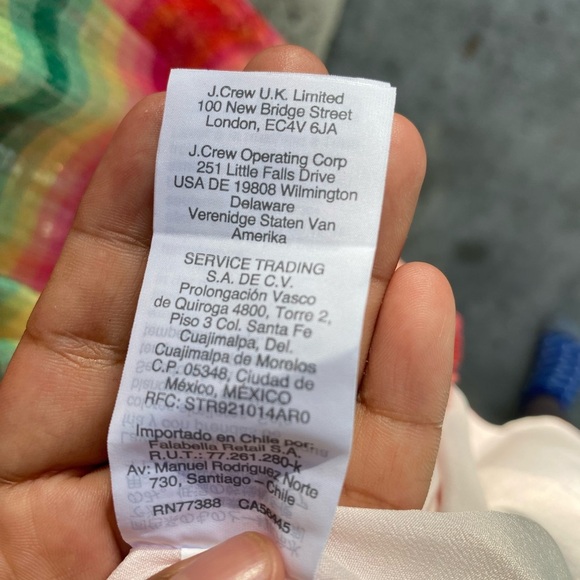 J.Crew U.K. Limited
100 New Bridge Street
London, EC4V 6JA
J.Crew Operating Corp
251 Little Falls Drive
USA DE 19808 Wilmington
Delaware
Verenidge Staten Van
Amerika
SERVICE TRADING
S.A. DE C.V.
Prolongación Vasco
de Quiroga 4800, Torre 2,
Piso 3 Col. Santa Fe
Cuajimalpa, Del.
Cuajimalpa de Morelos
C.P. 05348, Ciudad de
México, MÉXICO
RFC: STR921014AR0
Importado en Chile por:
Falabella Retail S.A.
R.U.T.: 77.261.280-k
Av: Manuel Rodriguez Norte
730, Santiago - Chile
RN77388